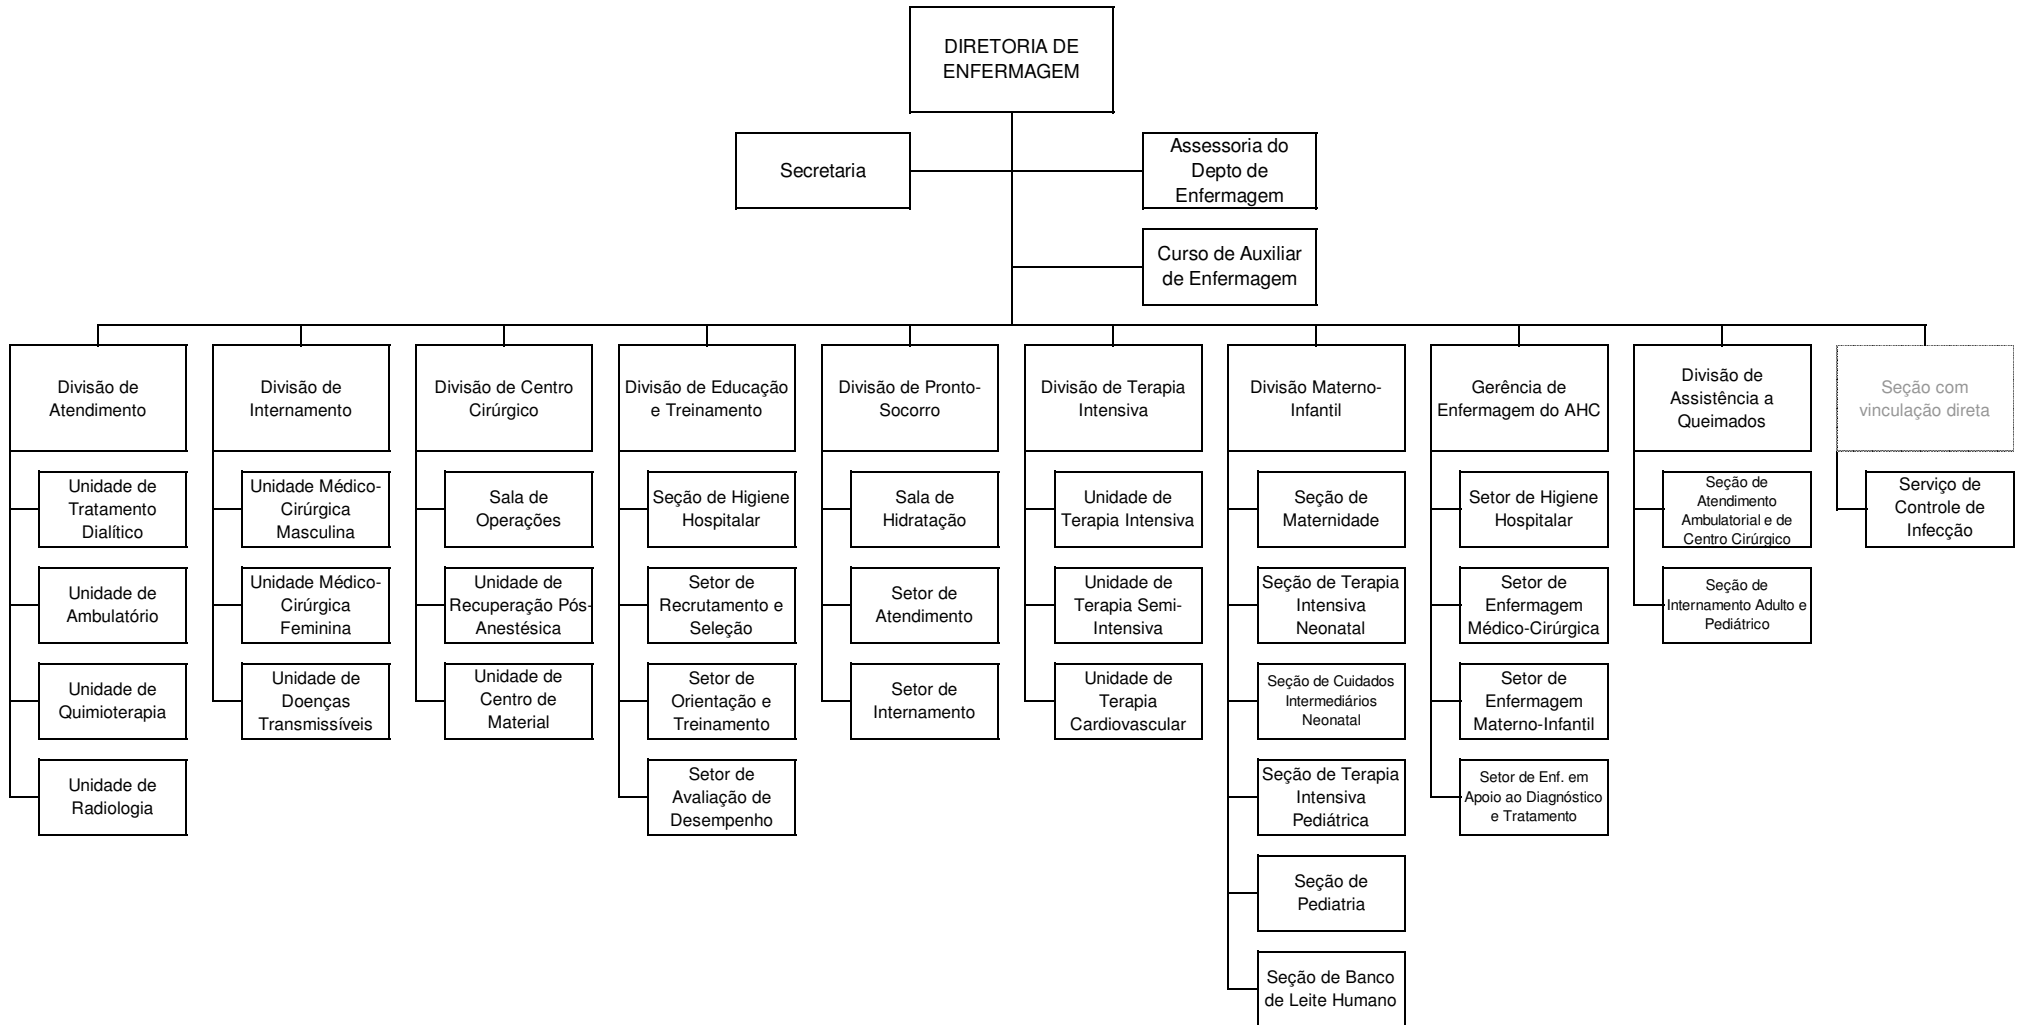 DIRETORIA DE
ENFERMAGEM
Secretaria
Assessoria do
Depto de
Enfermagem
Curso de Auxiliar
de Enfermagem
Divisão de
Atendimento
Unidade de
Tratamento
Dialítico
Unidade de
Ambulatório
Unidade de
Quimioterapia
Unidade de
Radiologia
Divisão de
Internamento
Unidade Médico-
Cirúrgica
Masculina
Unidade Médico-
Cirúrgica
Feminina
Unidade de
Doenças
Transmissíveis
Divisão de Centro
Cirúrgico
Sala de
Operações
Unidade de
Recuperação Pós-
Anestésica
Unidade de
Centro de
Material
Divisão de Educação
e Treinamento
Seção de Higiene
Hospitalar
Setor de
Recrutamento e
Seleção
Setor de
Orientação e
Treinamento
Setor de
Avaliação de
Desempenho
Divisão de Pronto-
Socorro
Sala de
Hidratação
Setor de
Atendimento
Setor de
Internamento
Divisão de Terapia
Intensiva
Unidade de
Terapia Intensiva
Unidade de
Terapia Semi-
Intensiva
Unidade de
Terapia
Cardiovascular
Divisão Materno-
Infantil
Seção de
Maternidade
Seção de Terapia
Intensiva
Neonatal
Seção de Cuidados
Intermediários
Neonatal
Seção de Terapia
Intensiva
Pediátrica
Seção de
Pediatria
Seção de Banco
de Leite Humano
Gerência de
Enfermagem do AHC
Setor de Higiene
Hospitalar
Setor de
Enfermagem
Médico-Cirúrgica
Setor de
Enfermagem
Materno-Infantil
Setor de Enf. em
Apoio ao Diagnóstico
e Tratamento
Divisão de
Assistência a
Queimados
Seção de
Atendimento
Ambulatorial e de
Centro Cirúrgico
Seção de
Internamento Adulto e
Pediátrico
Seção com
vinculação direta
Serviço de
Controle de
Infecção